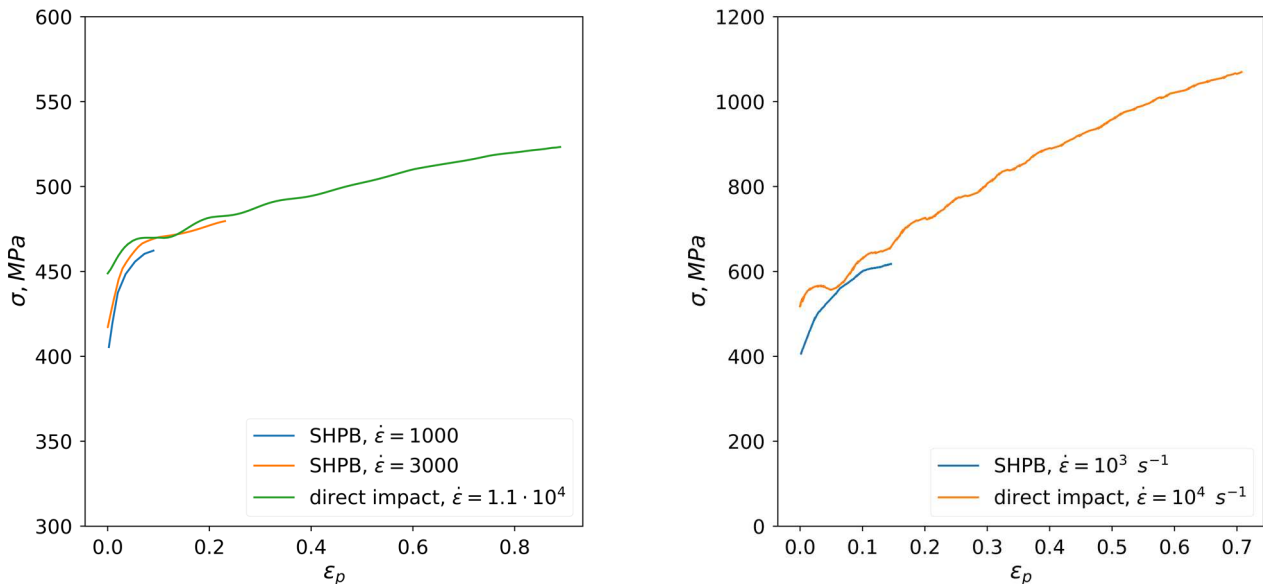 600
550
500
450
400
350
300
σ, MPa
0.0 0.2 0.4 0.6 0.8
ε_p
SHPB, ε̇ = 1000
SHPB, ε̇ = 3000
direct impact, ε̇ = 1.1 · 10⁴
1200
1000
800
600
400
200
0
σ, MPa
0.0 0.1 0.2 0.3 0.4 0.5 0.6 0.7
ε_p
SHPB, ε̇ = 10³ s⁻¹
direct impact, ε̇ = 10⁴ s⁻¹